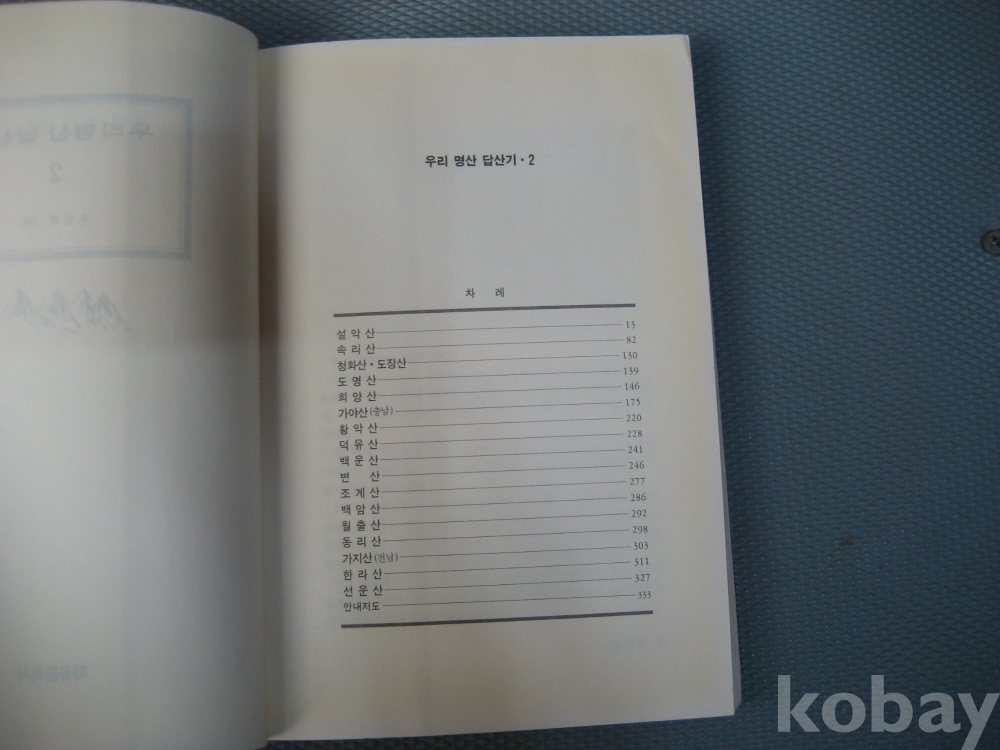 우리 명산 답산기·2
차 례
설악산 13
속리산 82
청화산·도장산 130
도명산 139
희양산 146
가야산(충남) 175
황악산 220
덕유산 228
백운산 241
변 산 246
조계산 277
백암산 286
월출산 292
동리산 298
가지산(전남) 303
한라산 311
선운산 327
안내지도 333
kobay